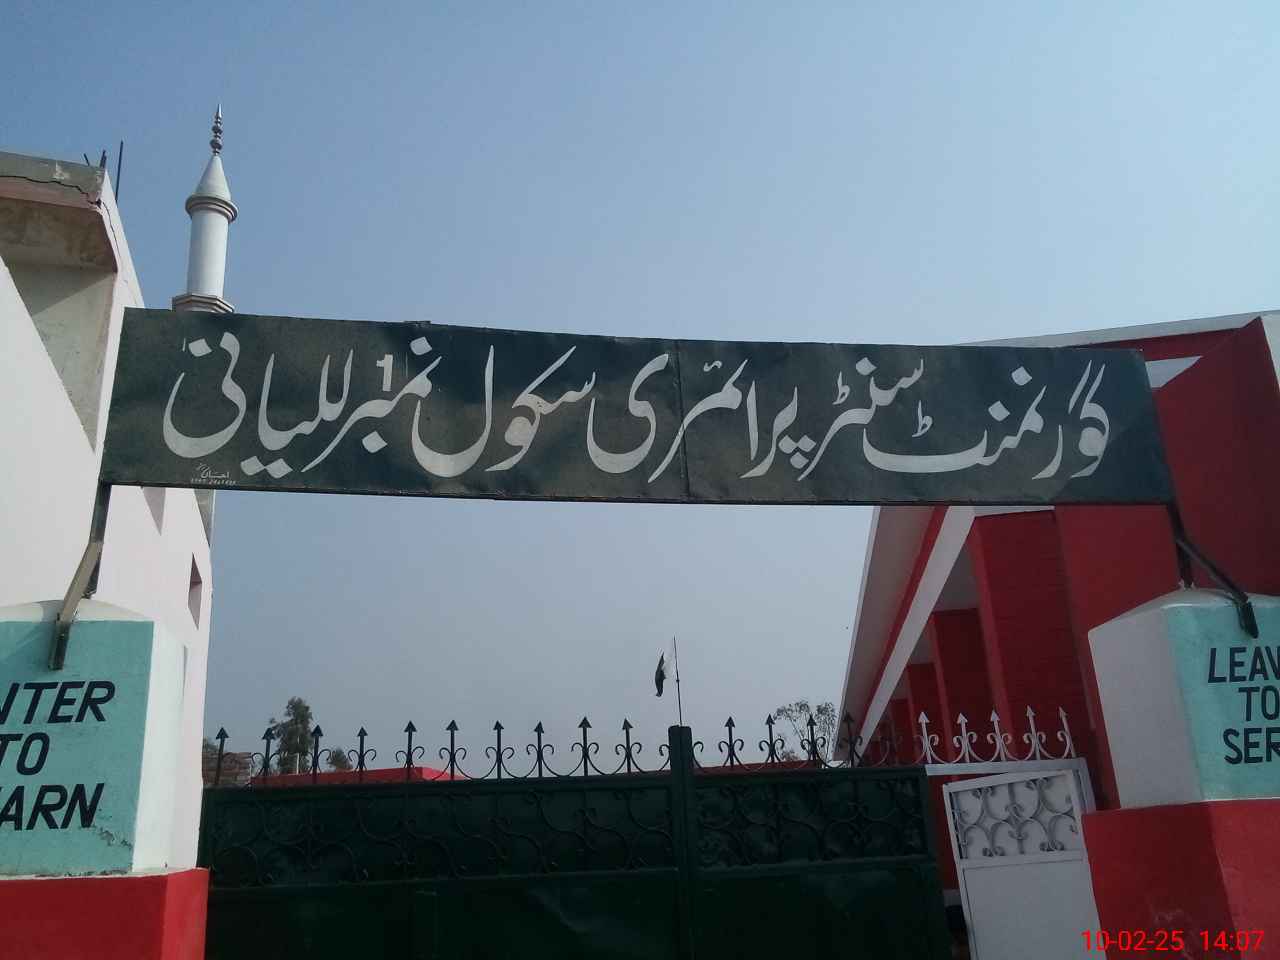 گورنمنٹ سنٹر پرائمری سکول نمبر 1 للیانی
NTER
TO
ARN
LEAV
TO
SER
10-02-25 14:07